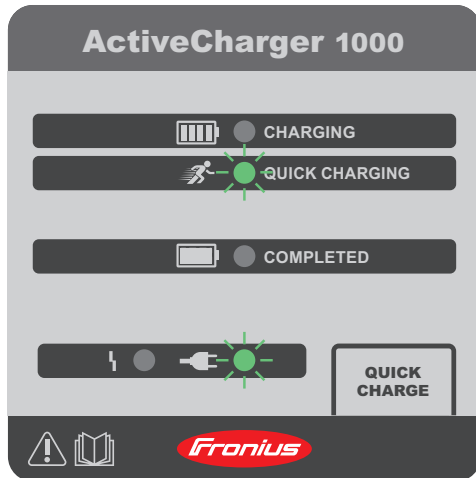 ActiveCharger 1000
CHARGING
QUICK CHARGING
COMPLETED
QUICK
CHARGE
Fronius